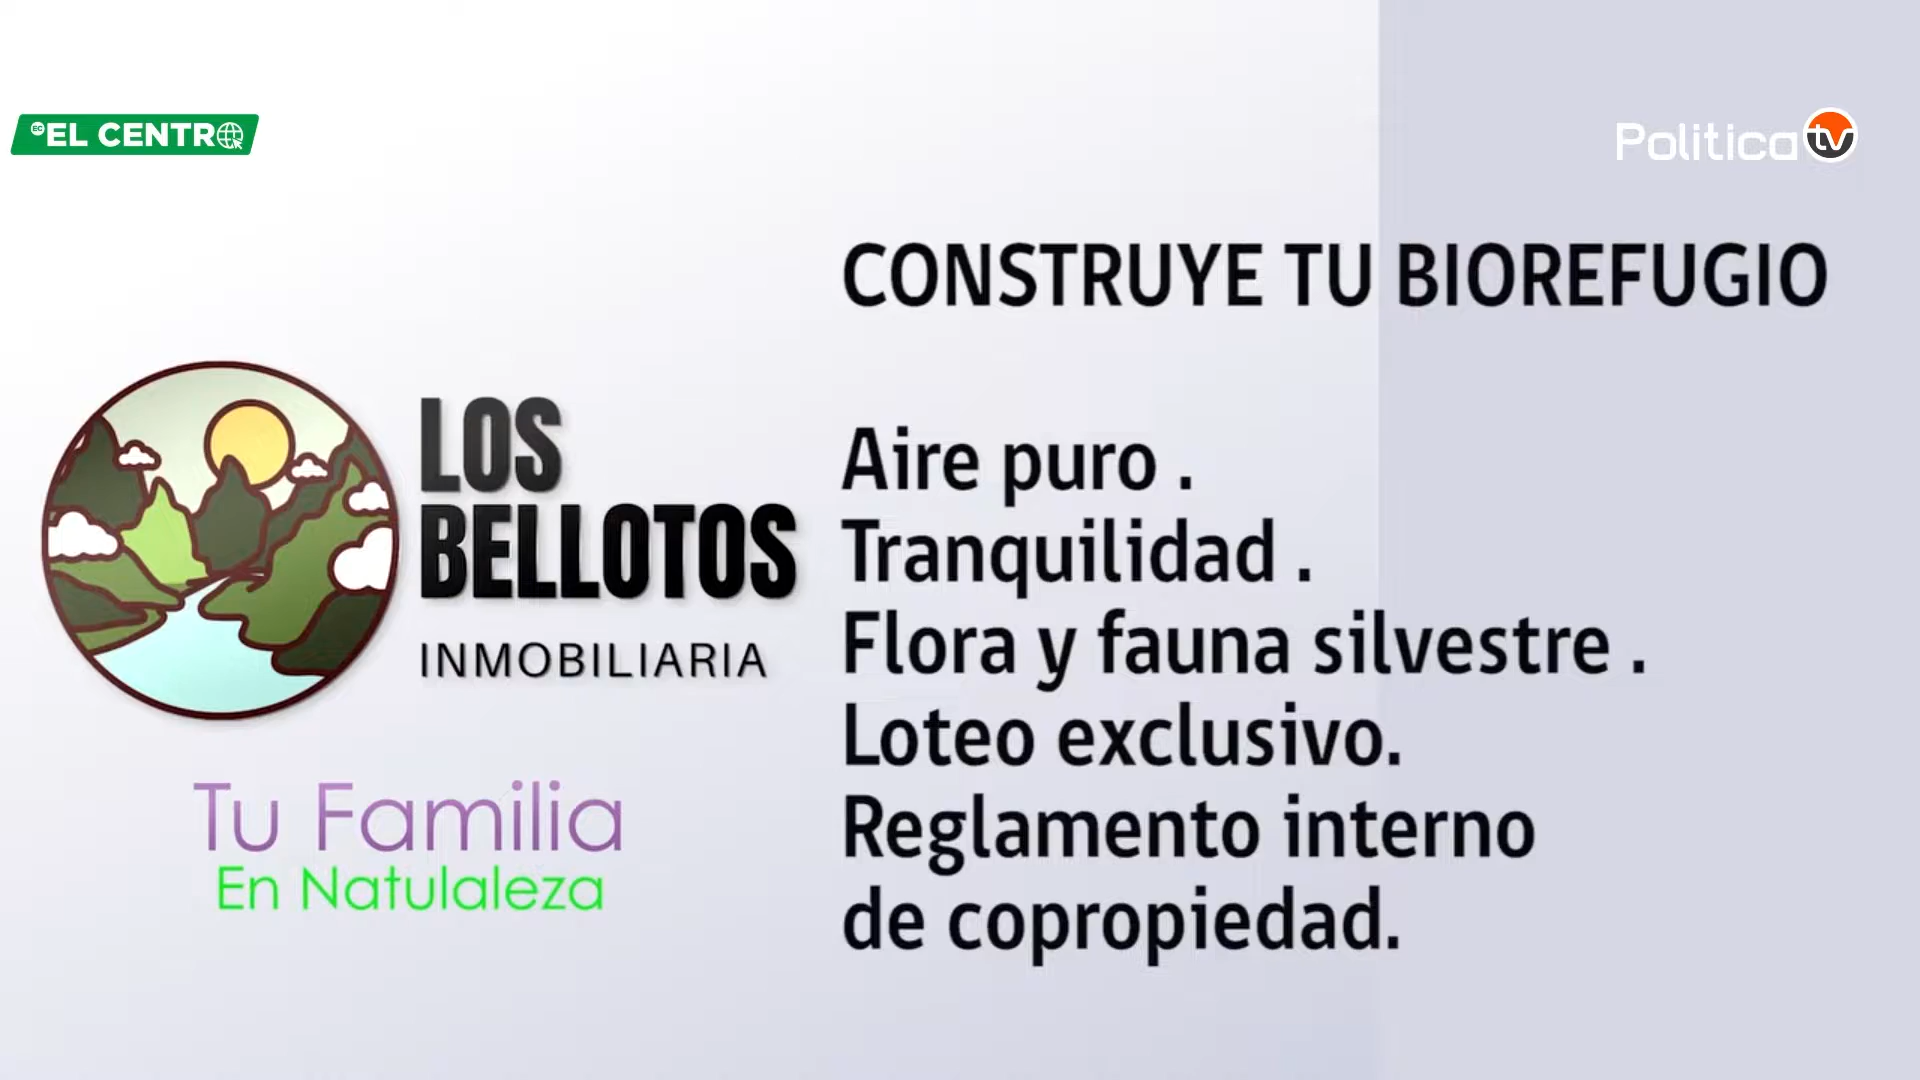 EC EL CENTRO
Politica tv
CONSTRUYE TU BIOREFUGIO
LOS
BELLOTOS
INMOBILIARIA
Tu Familia
En Natulaleza
Aire puro .
Tranquilidad .
Flora y fauna silvestre .
Loteo exclusivo.
Reglamento interno
de copropiedad.